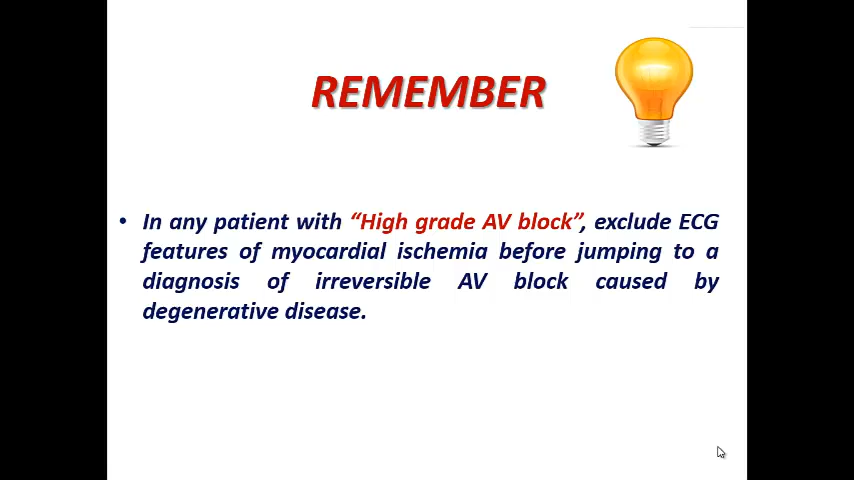 REMEMBER
• In any patient with “High grade AV block”, exclude ECG
features of myocardial ischemia before jumping to a
diagnosis of irreversible AV block caused by
degenerative disease.